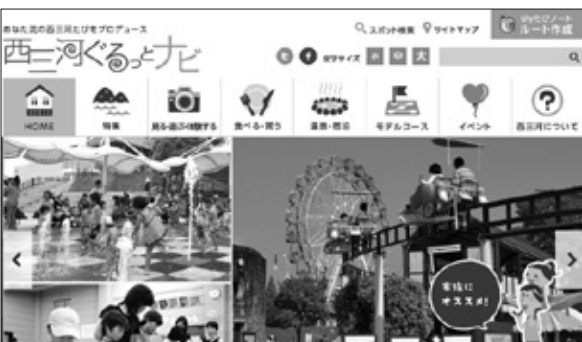 あなた流の西三河たびをプロデュース
西三河ぐるっとナビ
スポット検索 サイトマップ
Myたびノート
ルート作成
文字サイズ 小 中 大
HOME 特集 見る・遊ぶ・体験する 食べる・買う 温泉・宿泊 モデルコース イベント 西三河について
家族に
オススメ!